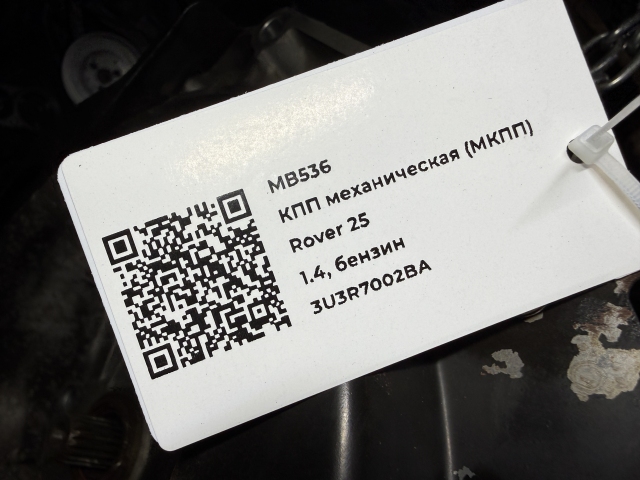 MB536
КПП механическая (МКПП)
Rover 25
1.4, бензин
3U3R7002BA